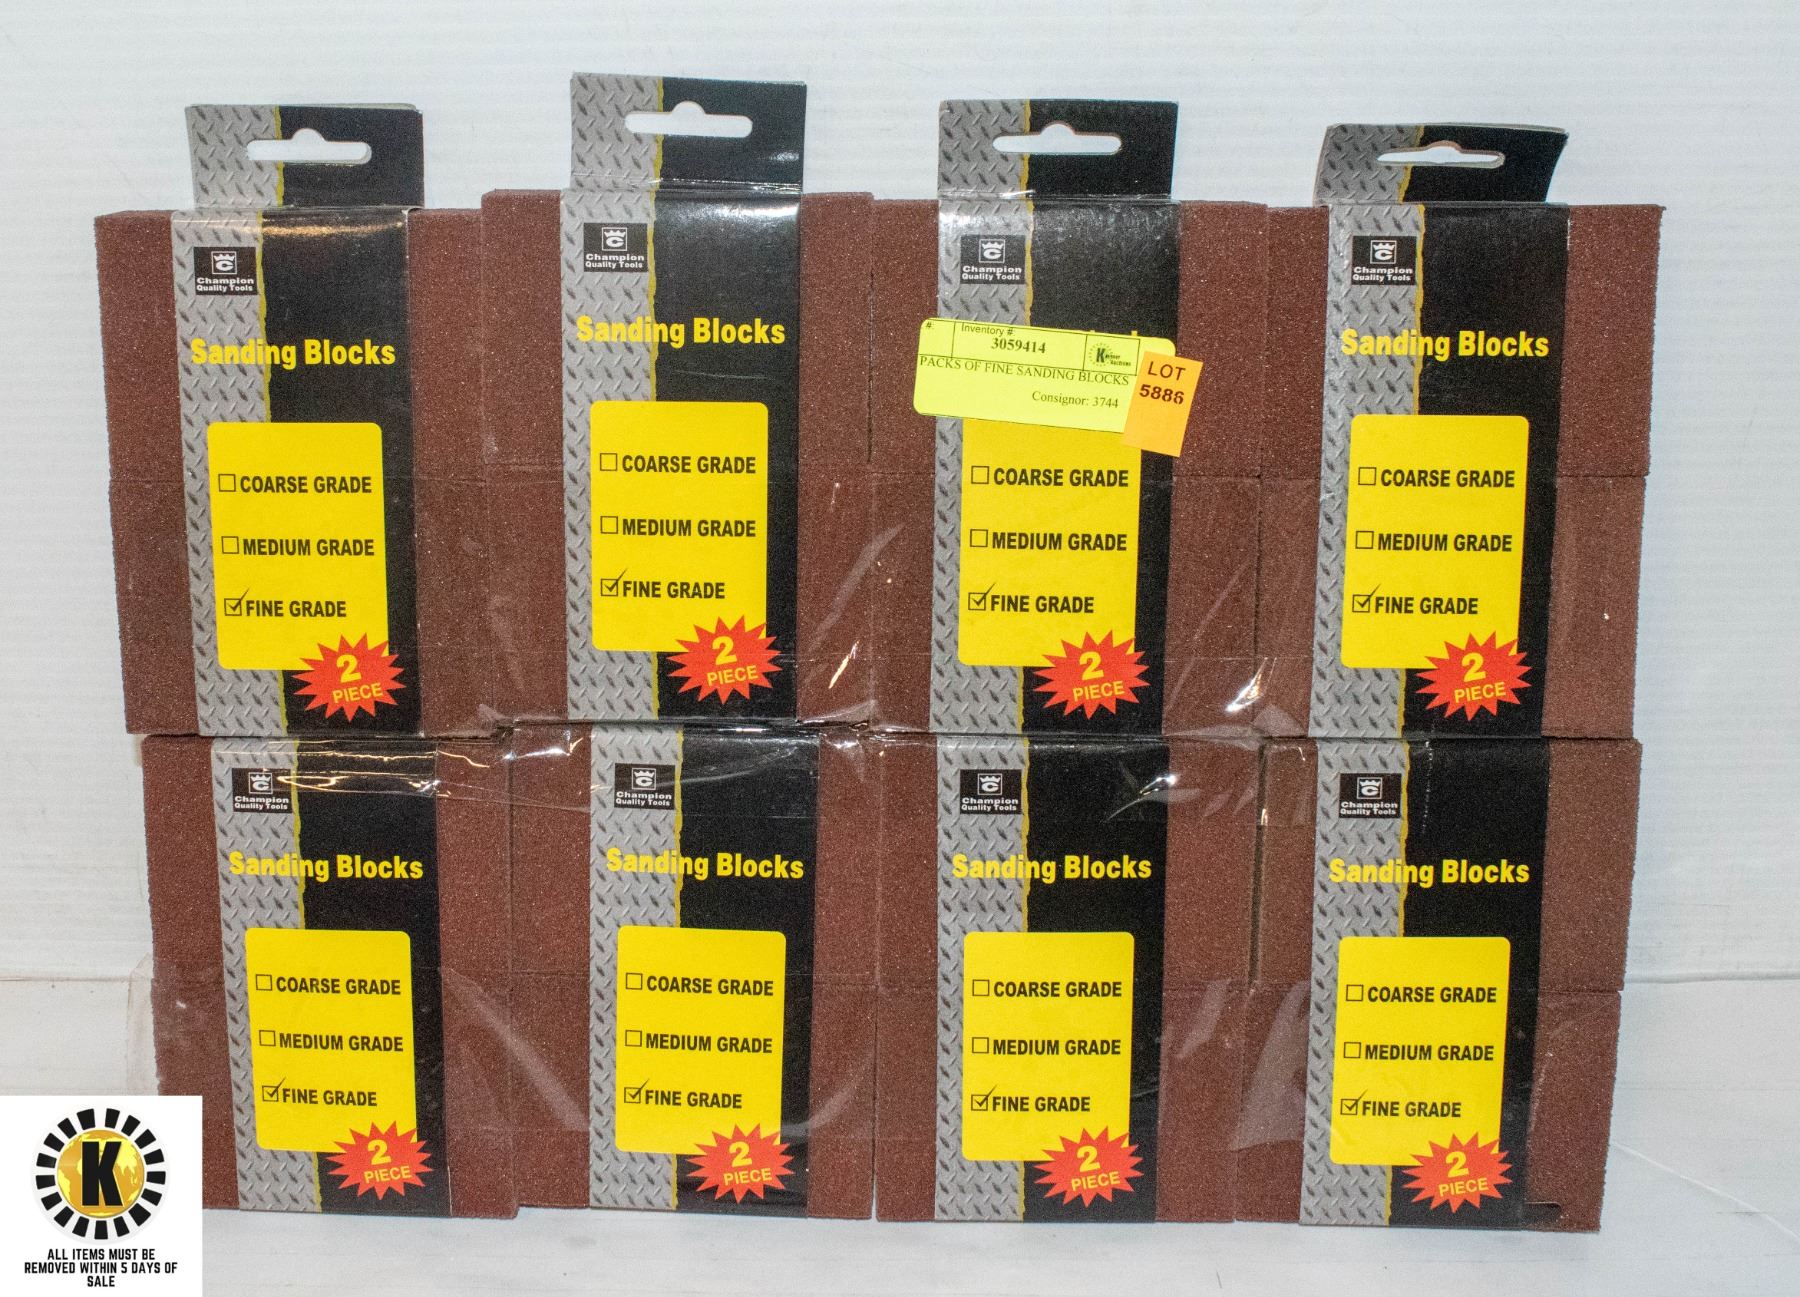 Champion
Quality Tools
Sanding Blocks
COARSE GRADE
MEDIUM GRADE
FINE GRADE
2
PIECE
Champion
Quality Tools
Sanding Blocks
COARSE GRADE
MEDIUM GRADE
FINE GRADE
2
PIECE
Champion
Quality Tools
#:
Inventory #
3059414
PACKS OF FINE SANDING BLOCKS
Consignor: 3744
LOT
5886
COARSE GRADE
MEDIUM GRADE
FINE GRADE
2
PIECE
Champion
Quality Tools
Sanding Blocks
COARSE GRADE
MEDIUM GRADE
FINE GRADE
2
PIECE
Champion
Quality Tools
Sanding Blocks
COARSE GRADE
MEDIUM GRADE
FINE GRADE
2
PIECE
Champion
Quality Tools
Sanding Blocks
COARSE GRADE
MEDIUM GRADE
FINE GRADE
2
PIECE
Champion
Quality Tools
Sanding Blocks
COARSE GRADE
MEDIUM GRADE
FINE GRADE
2
PIECE
Champion
Quality Tools
Sanding Blocks
COARSE GRADE
MEDIUM GRADE
FINE GRADE
2
PIECE
K
ALL ITEMS MUST BE
REMOVED WITHIN 5 DAYS OF
SALE